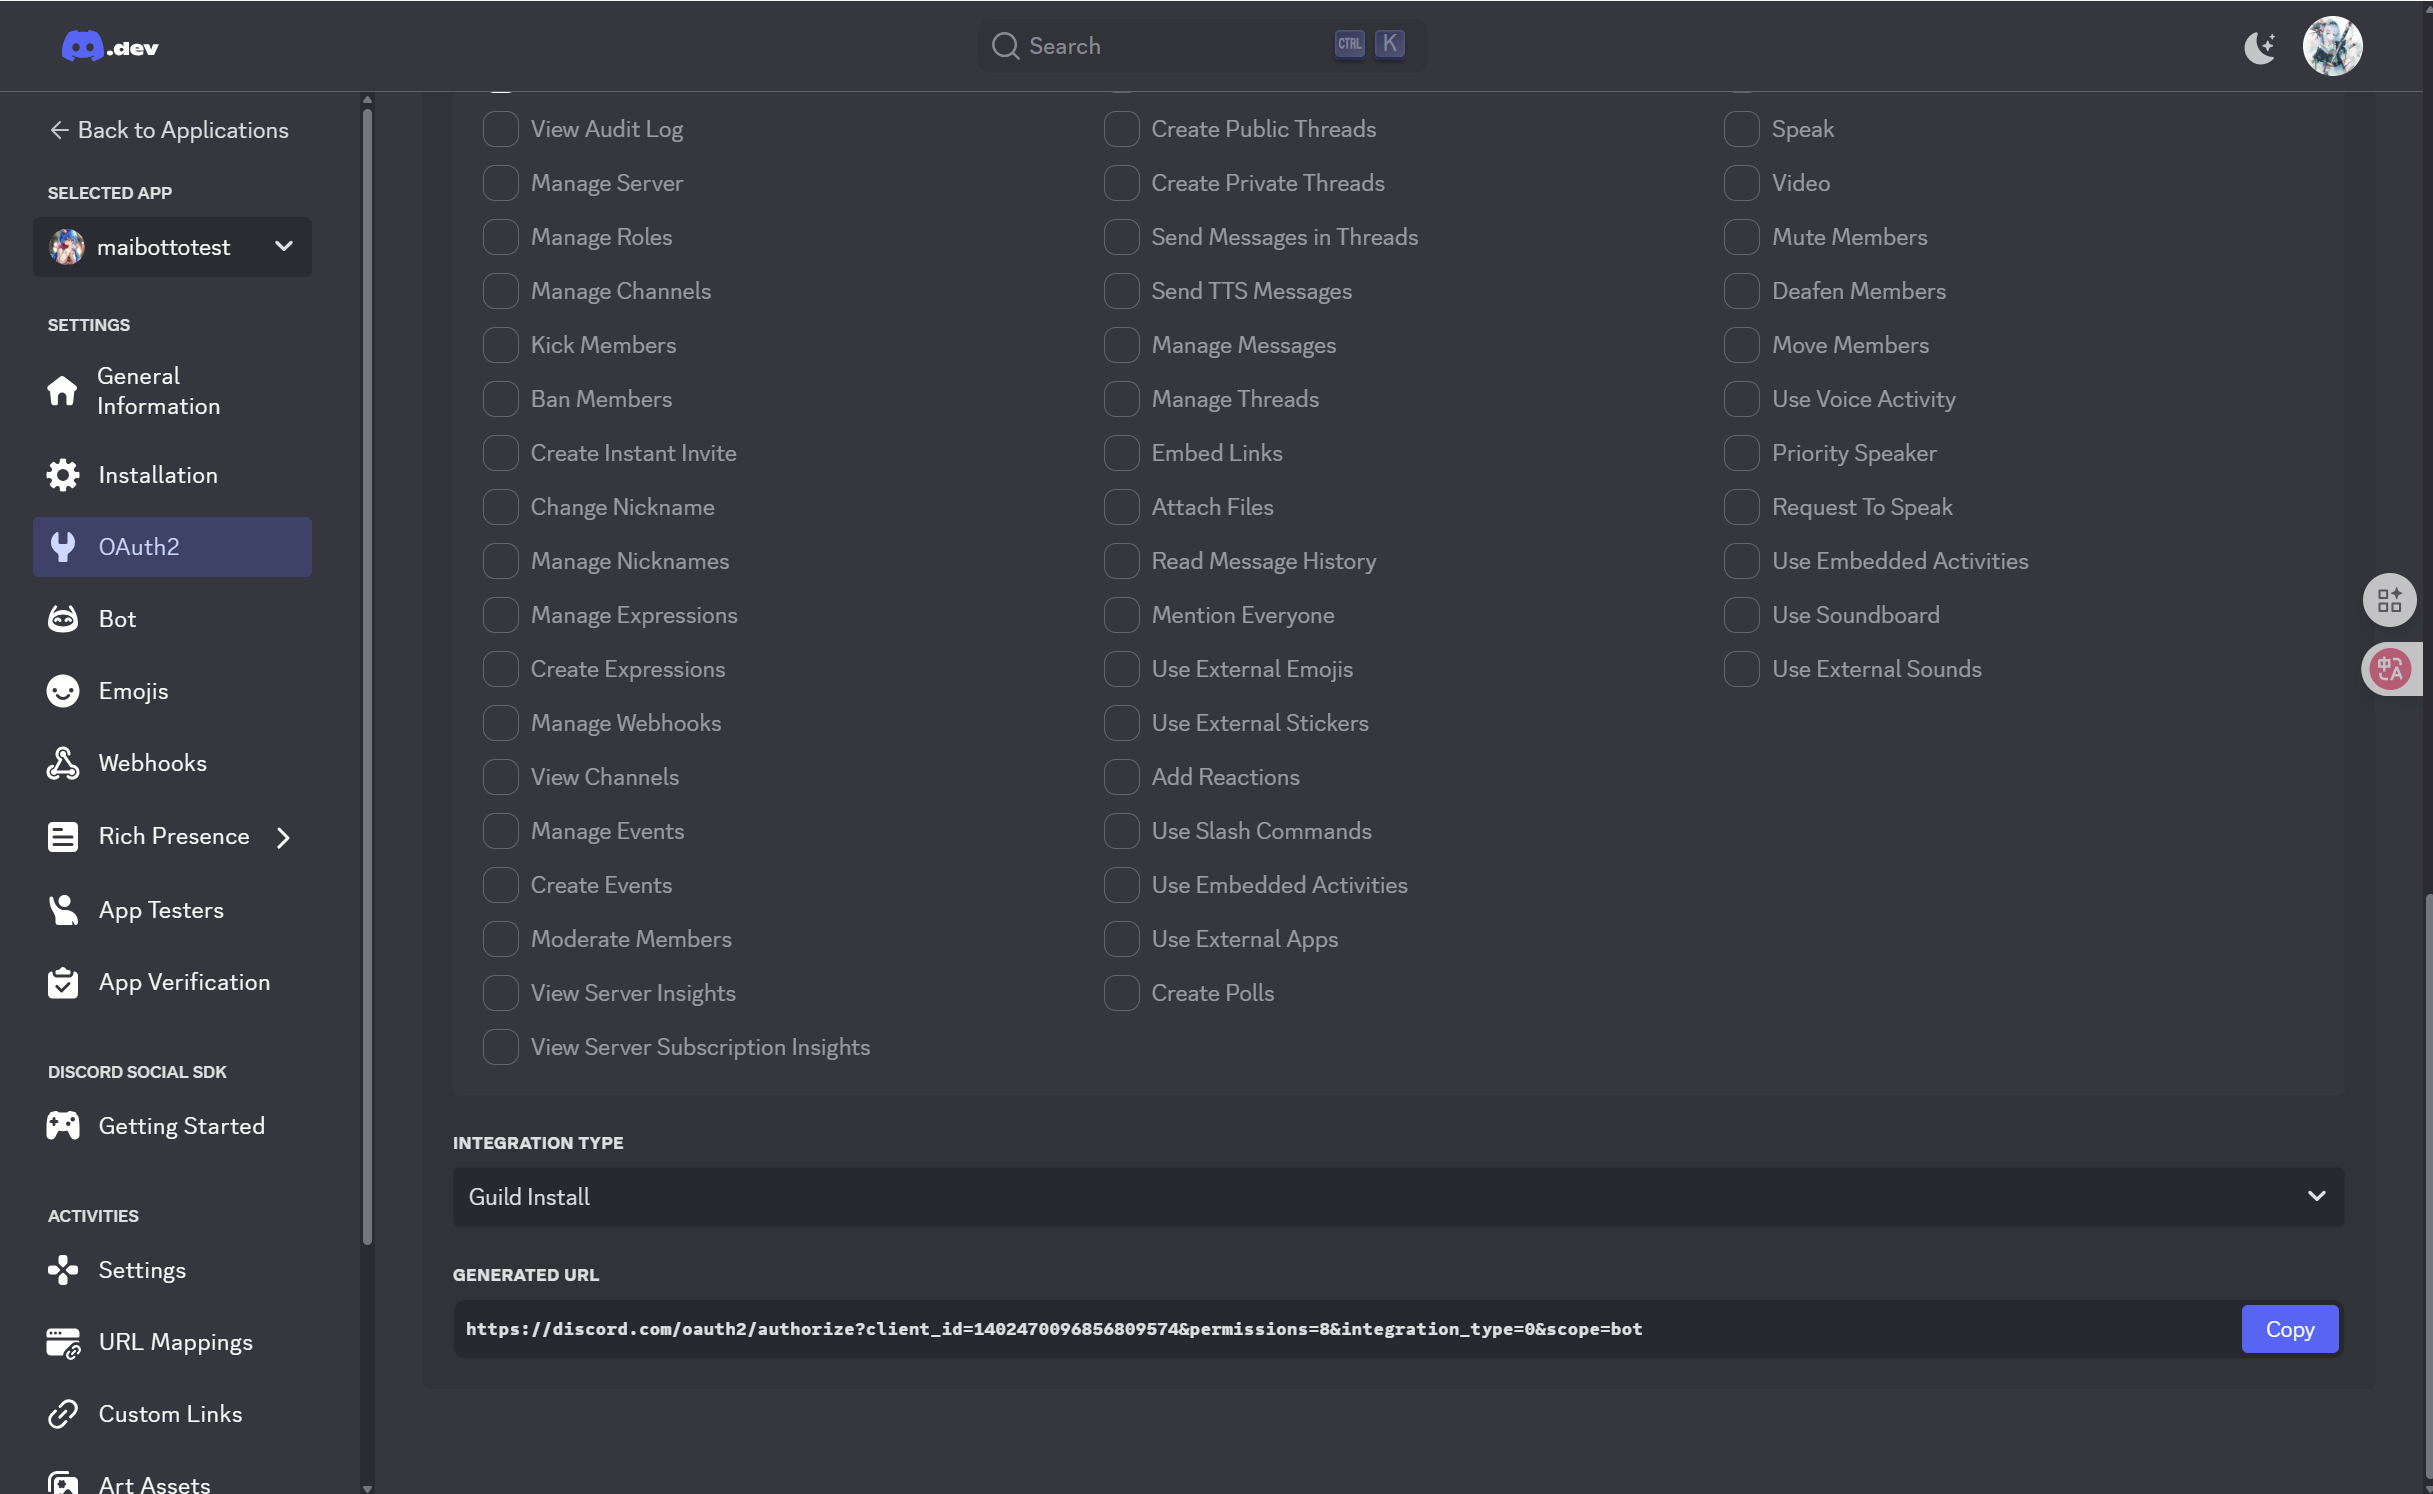 .dev
Search
CTRL K
Back to Applications
SELECTED APP
maibottotest
SETTINGS
General
Information
Installation
OAuth2
Bot
Emojis
Webhooks
Rich Presence
App Testers
App Verification
DISCORD SOCIAL SDK
Getting Started
ACTIVITIES
Settings
URL Mappings
Custom Links
Art Assets
View Audit Log
Manage Server
Manage Roles
Manage Channels
Kick Members
Ban Members
Create Instant Invite
Change Nickname
Manage Nicknames
Manage Expressions
Create Expressions
Manage Webhooks
View Channels
Manage Events
Create Events
Moderate Members
View Server Insights
View Server Subscription Insights
Create Public Threads
Create Private Threads
Send Messages in Threads
Send TTS Messages
Manage Messages
Manage Threads
Embed Links
Attach Files
Read Message History
Mention Everyone
Use External Emojis
Use External Stickers
Add Reactions
Use Slash Commands
Use Embedded Activities
Use External Apps
Create Polls
Speak
Video
Mute Members
Deafen Members
Move Members
Use Voice Activity
Priority Speaker
Request To Speak
Use Embedded Activities
Use Soundboard
Use External Sounds
中A
INTEGRATION TYPE
Guild Install
GENERATED URL
https://discord.com/oauth2/authorize?client_id=1402470096856809574&permissions=8&integration_type=0&scope=bot
Copy